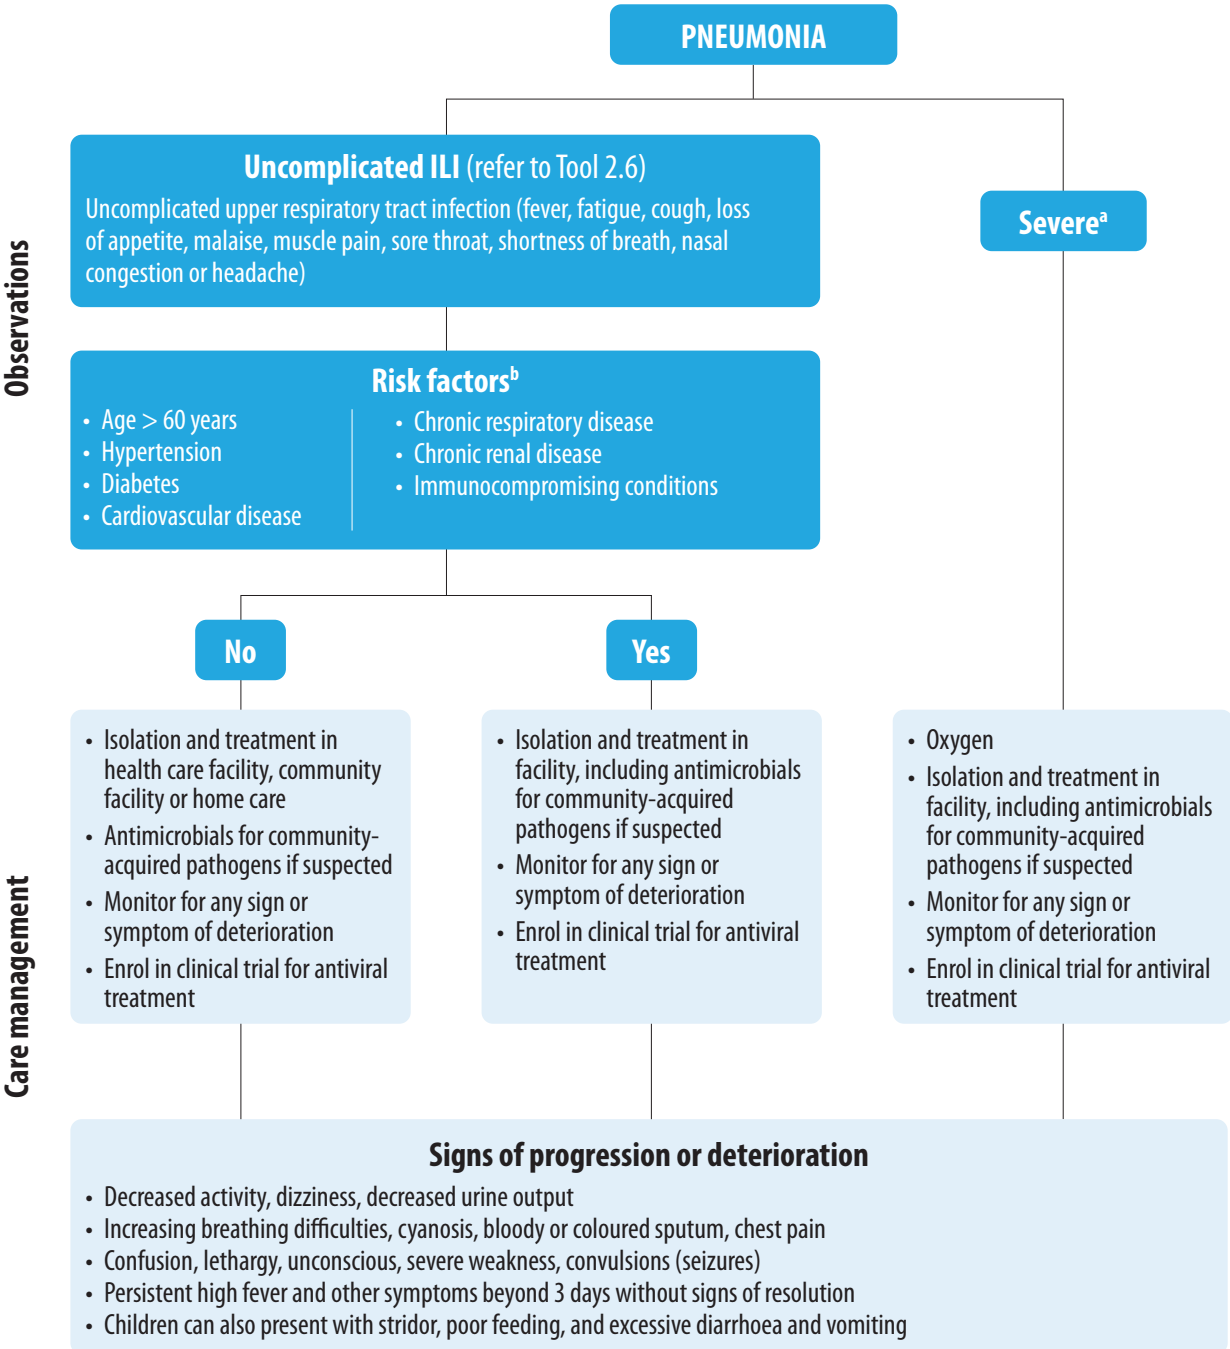 PNEUMONIA
Observations
Uncomplicated ILI (refer to Tool 2.6)
Uncomplicated upper respiratory tract infection (fever, fatigue, cough, loss
of appetite, malaise, muscle pain, sore throat, shortness of breath, nasal
congestion or headache)
Severeᵃ
Risk factorsᵇ
• Age > 60 years
• Hypertension
• Diabetes
• Cardiovascular disease
• Chronic respiratory disease
• Chronic renal disease
• Immunocompromising conditions
No
Yes
Care management
• Isolation and treatment in
health care facility, community
facility or home care
• Antimicrobials for community-
acquired pathogens if suspected
• Monitor for any sign or
symptom of deterioration
• Enrol in clinical trial for antiviral
treatment
• Isolation and treatment in
facility, including antimicrobials
for community-acquired
pathogens if suspected
• Monitor for any sign or
symptom of deterioration
• Enrol in clinical trial for antiviral
treatment
• Oxygen
• Isolation and treatment in
facility, including antimicrobials
for community-acquired
pathogens if suspected
• Monitor for any sign or
symptom of deterioration
• Enrol in clinical trial for antiviral
treatment
Signs of progression or deterioration
• Decreased activity, dizziness, decreased urine output
• Increasing breathing difficulties, cyanosis, bloody or coloured sputum, chest pain
• Confusion, lethargy, unconscious, severe weakness, convulsions (seizures)
• Persistent high fever and other symptoms beyond 3 days without signs of resolution
• Children can also present with stridor, poor feeding, and excessive diarrhoea and vomiting